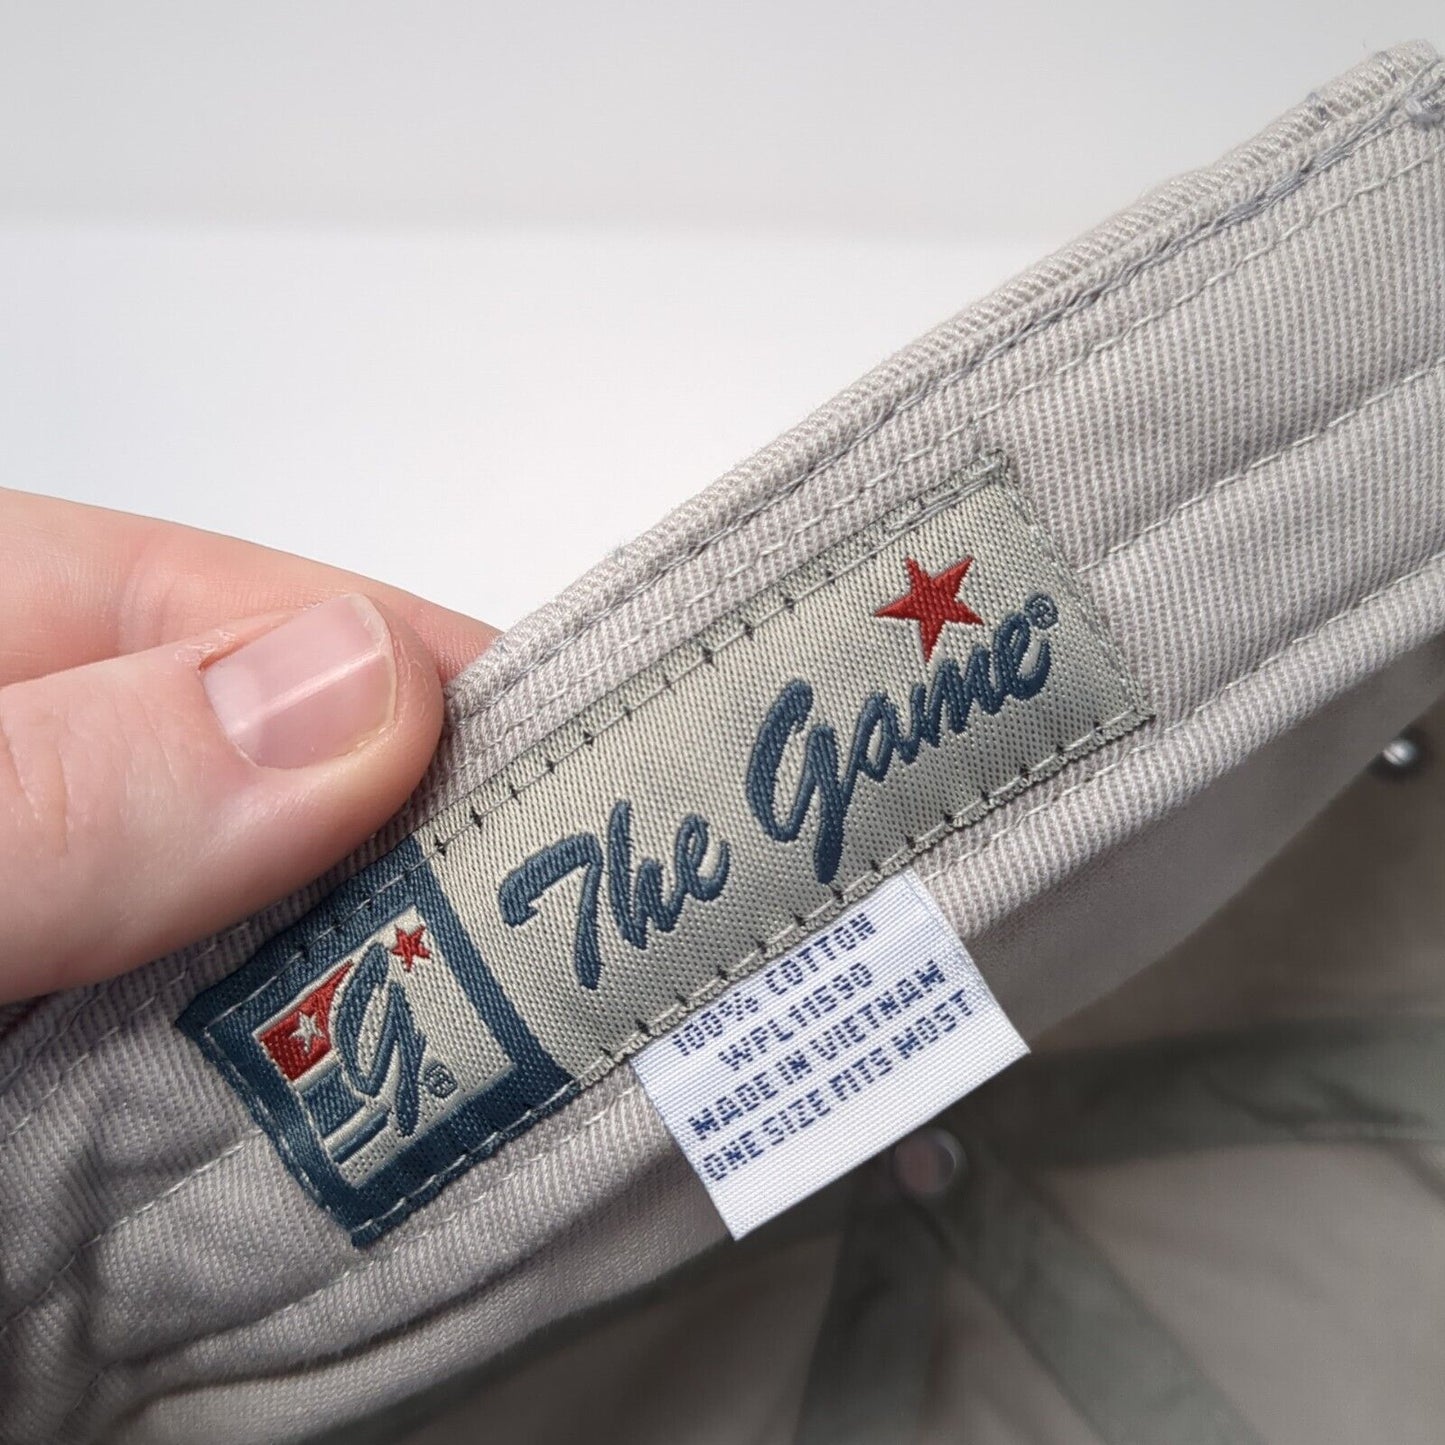 The Game®
G®
100% COTTON
WPL11590
MADE IN VIETNAM
ONE SIZE FITS MOST